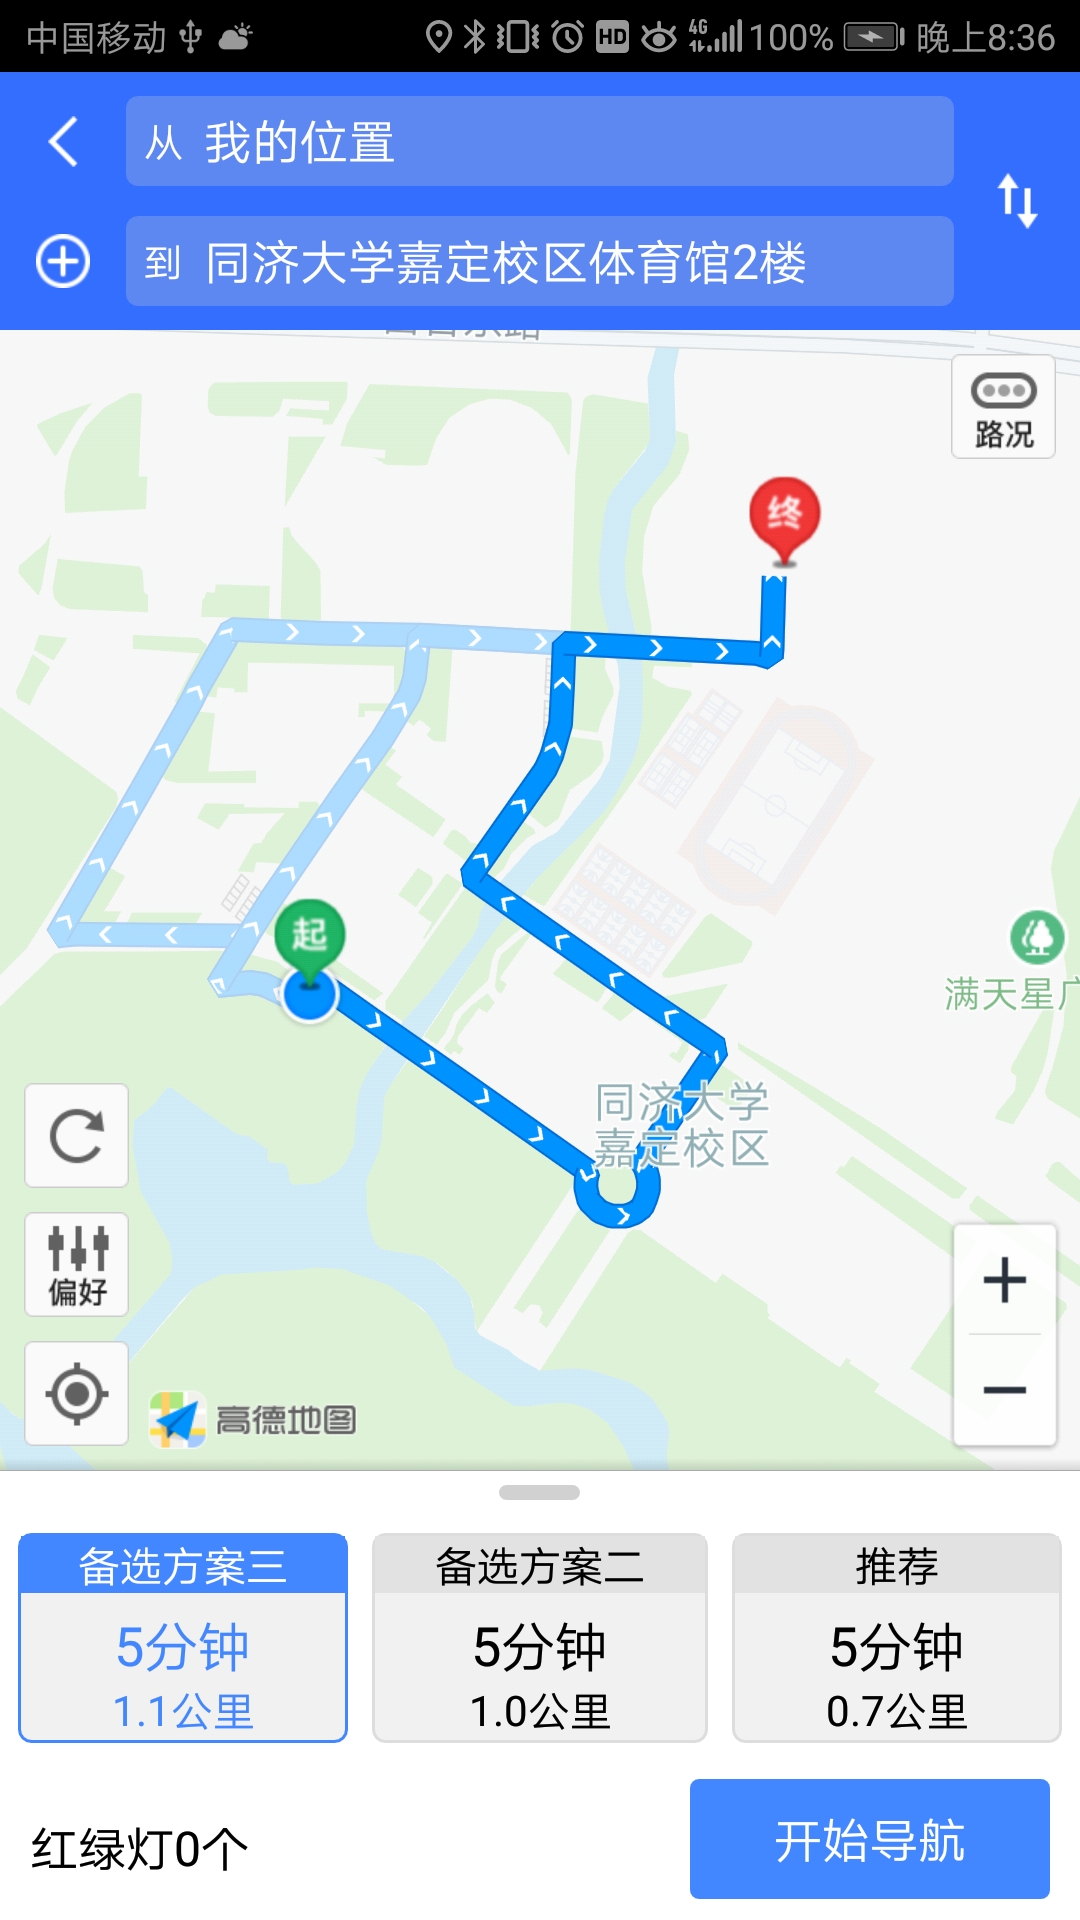 中国移动 HD 4G 100% 晚上8:36
从 我的位置
到 同济大学嘉定校区体育馆2楼
路况
终
起
满天星广
同济大学
嘉定校区
偏好
高德地图
备选方案三 备选方案二 推荐
5分钟 5分钟 5分钟
1.1公里 1.0公里 0.7公里
红绿灯0个 开始导航